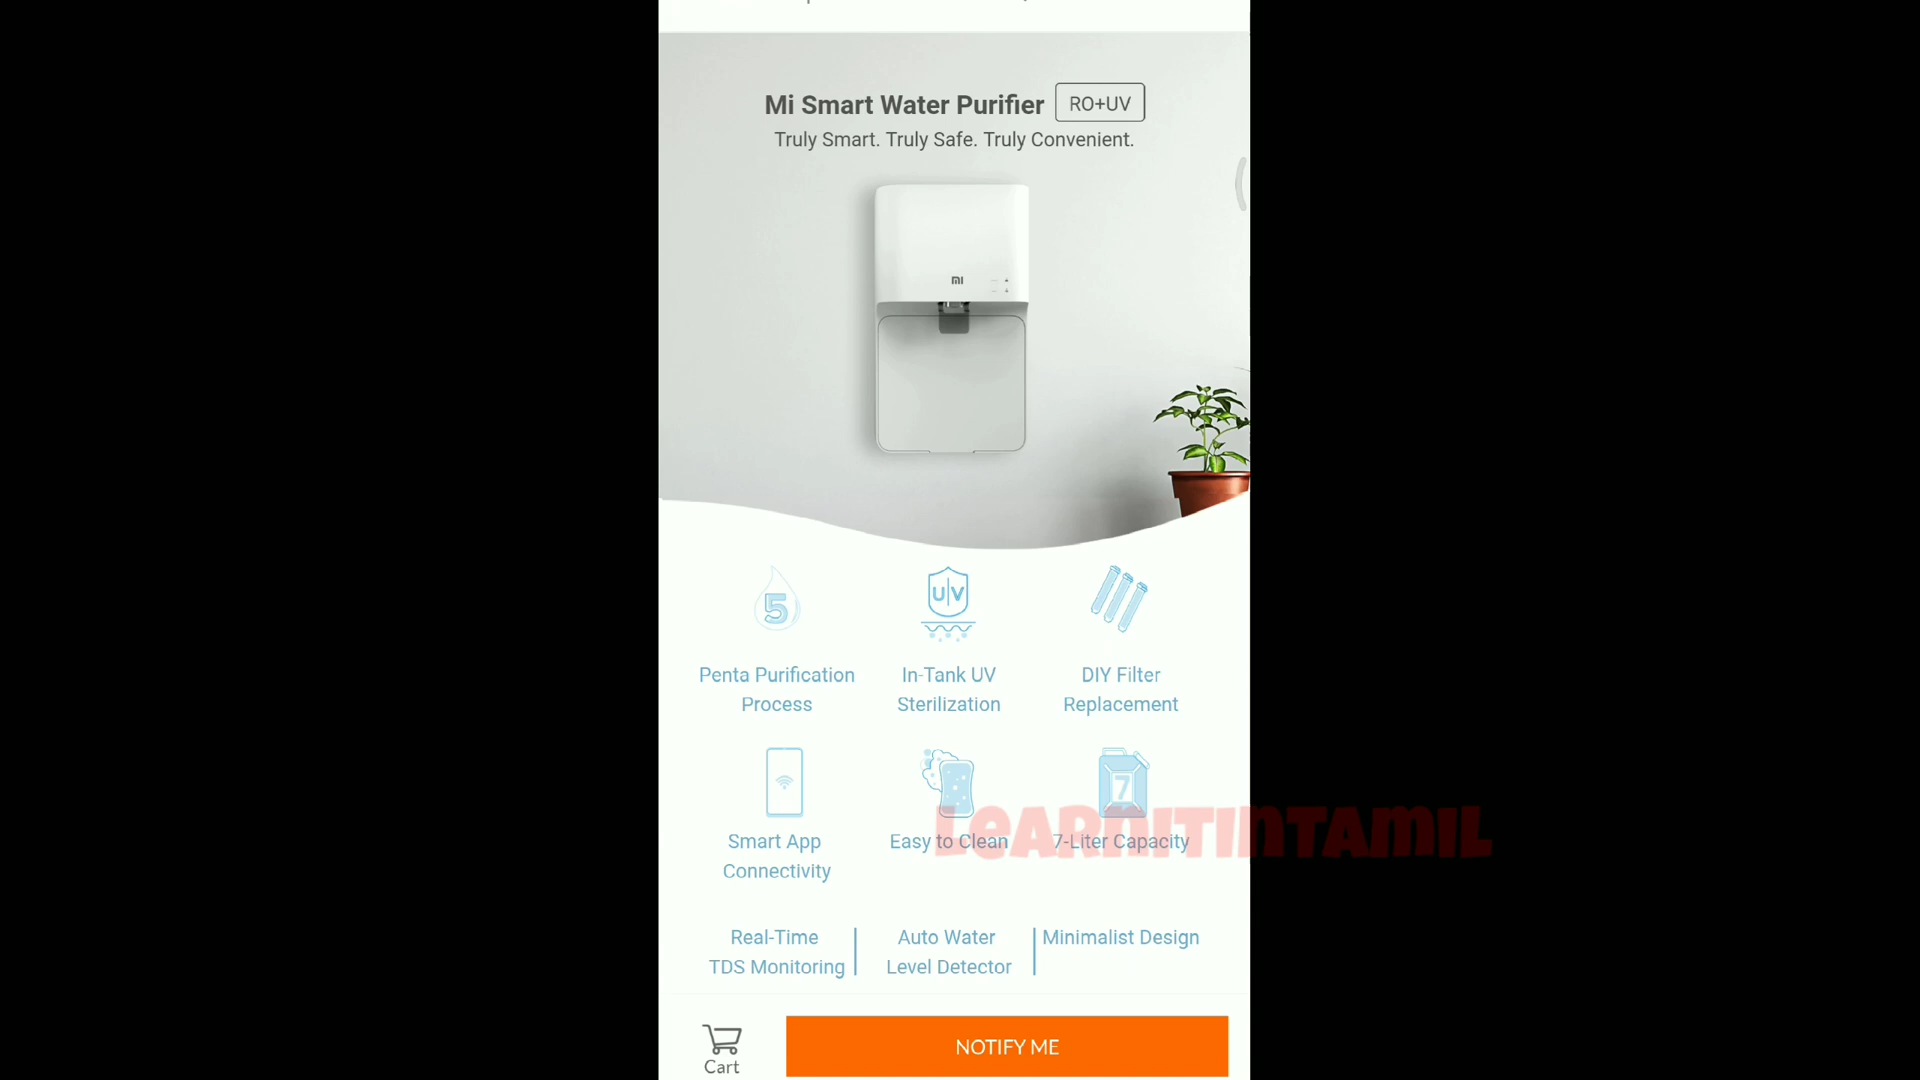 Mi Smart Water Purifier RO+UV
Truly Smart. Truly Safe. Truly Convenient.
mi
5
U V
Penta Purification
Process
In-Tank UV
Sterilization
DIY Filter
Replacement
7
Smart App
Connectivity
Easy to Clean
7-Liter Capacity
LEARNITINTAMIL
Real-Time
TDS Monitoring
Auto Water
Level Detector
Minimalist Design
Cart
NOTIFY ME